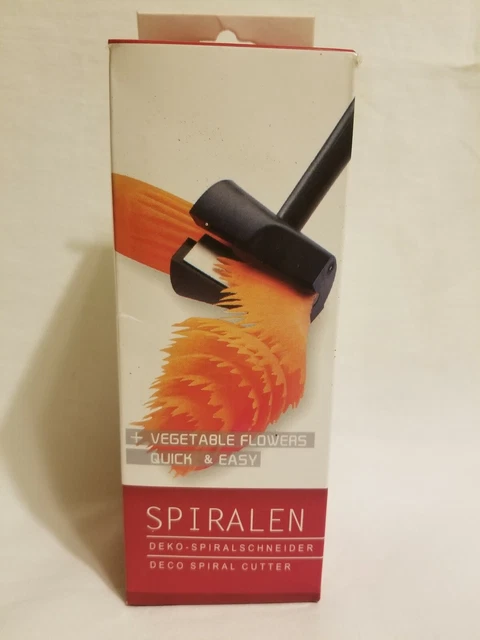 + VEGETABLE FLOWERS
QUICK & EASY
SPIRALEN
DEKO-SPIRALSCHNEIDER
DECO SPIRAL CUTTER